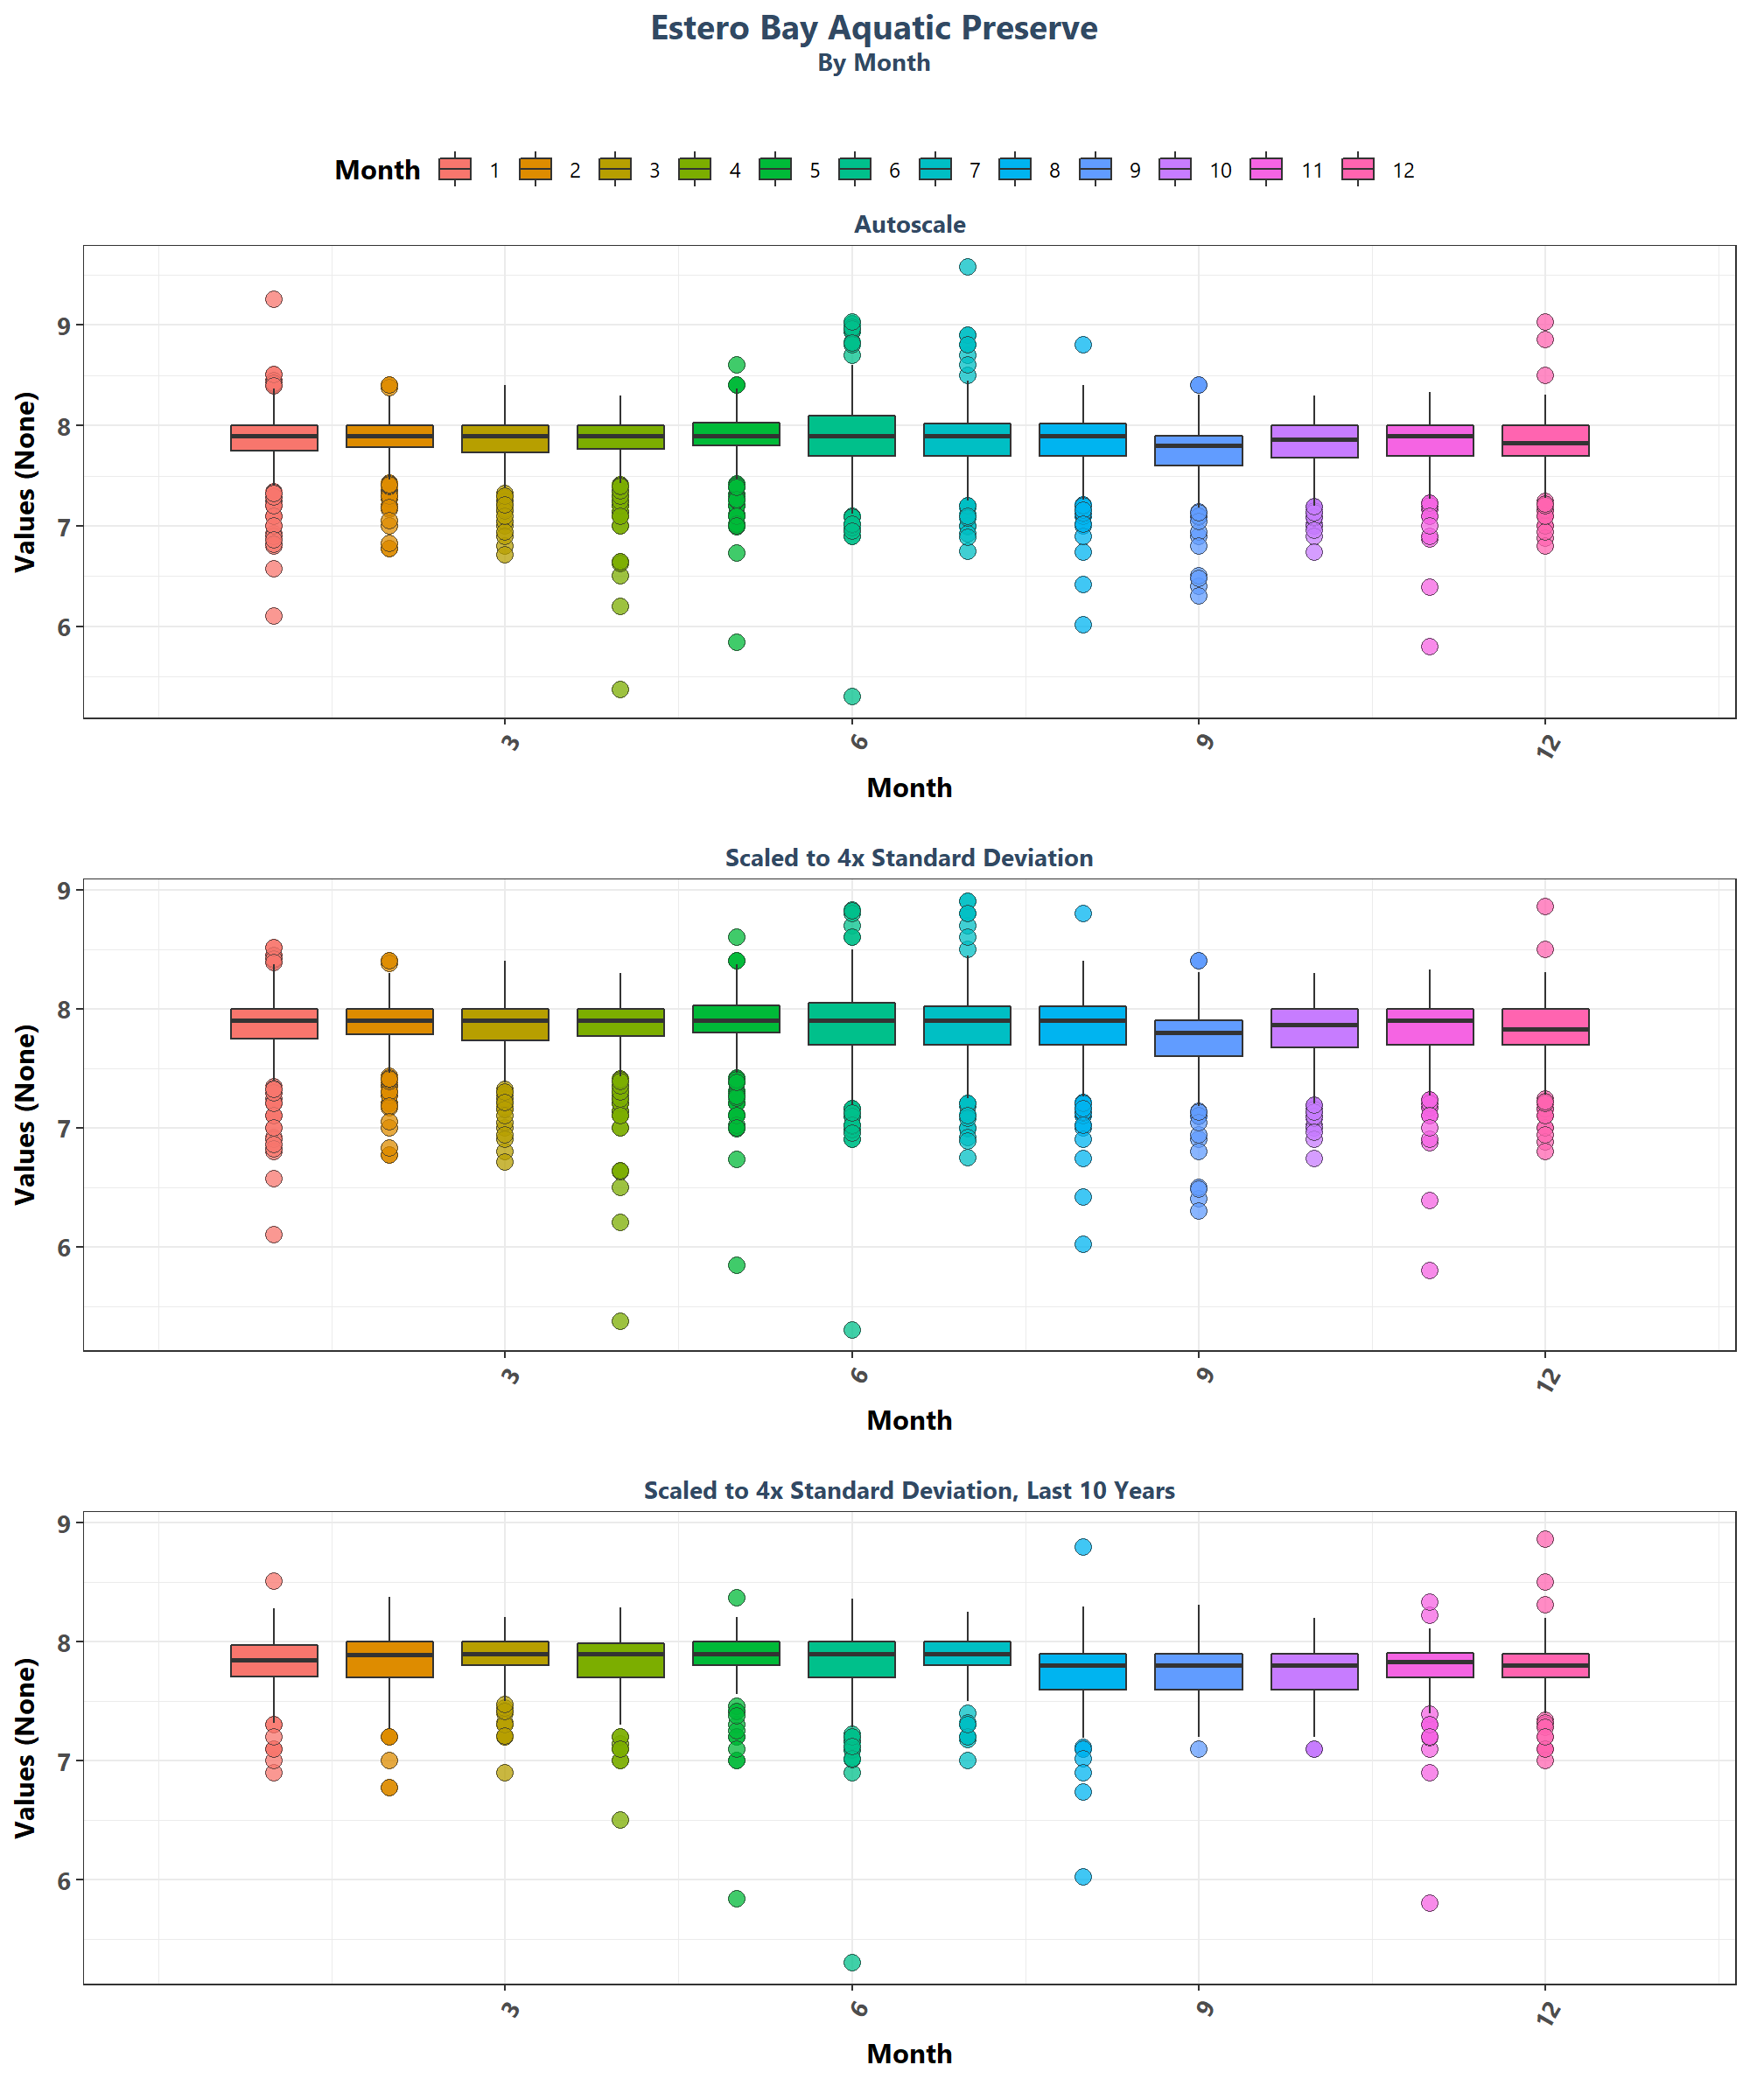 Estero Bay Aquatic Preserve
By Month
Month 1 2 3 4 5 6 7 8 9 10 11 12
Autoscale
Values (None)
9
8
7
6
3 6 9 12
Month
Scaled to 4x Standard Deviation
Values (None)
9
8
7
6
3 6 9 12
Month
Scaled to 4x Standard Deviation, Last 10 Years
Values (None)
9
8
7
6
3 6 9 12
Month